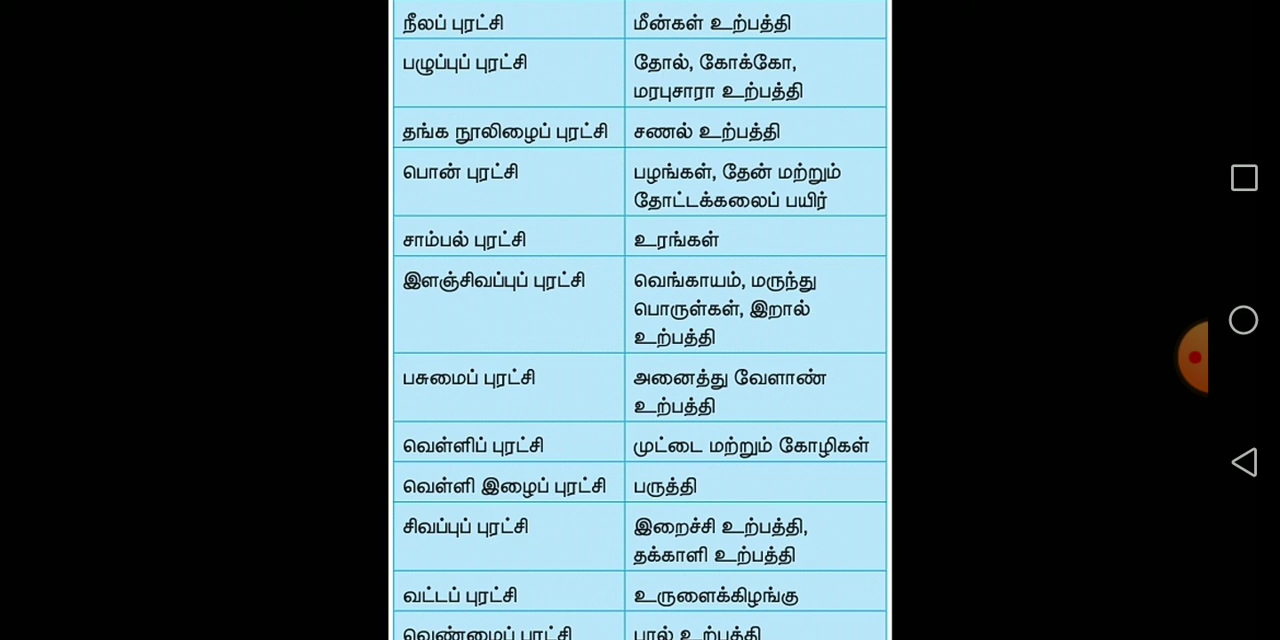 நீலப் புரட்சி மீன்கள் உற்பத்தி
பழுப்புப் புரட்சி தோல், கோக்கோ,
மரபுசாரா உற்பத்தி
தங்க நூலிழைப் புரட்சி சணல் உற்பத்தி
பொன் புரட்சி பழங்கள், தேன் மற்றும்
தோட்டக்கலைப் பயிர்
சாம்பல் புரட்சி உரங்கள்
இளஞ்சிவப்புப் புரட்சி வெங்காயம், மருந்து
பொருள்கள், இறால்
உற்பத்தி
பசுமைப் புரட்சி அனைத்து வேளாண்
உற்பத்தி
வெள்ளிப் புரட்சி முட்டை மற்றும் கோழிகள்
வெள்ளி இழைப் புரட்சி பருத்தி
சிவப்புப் புரட்சி இறைச்சி உற்பத்தி,
தக்காளி உற்பத்தி
வட்டப் புரட்சி உருளைக்கிழங்கு
வெண்மைப் புரட்சி பால் உற்பத்தி